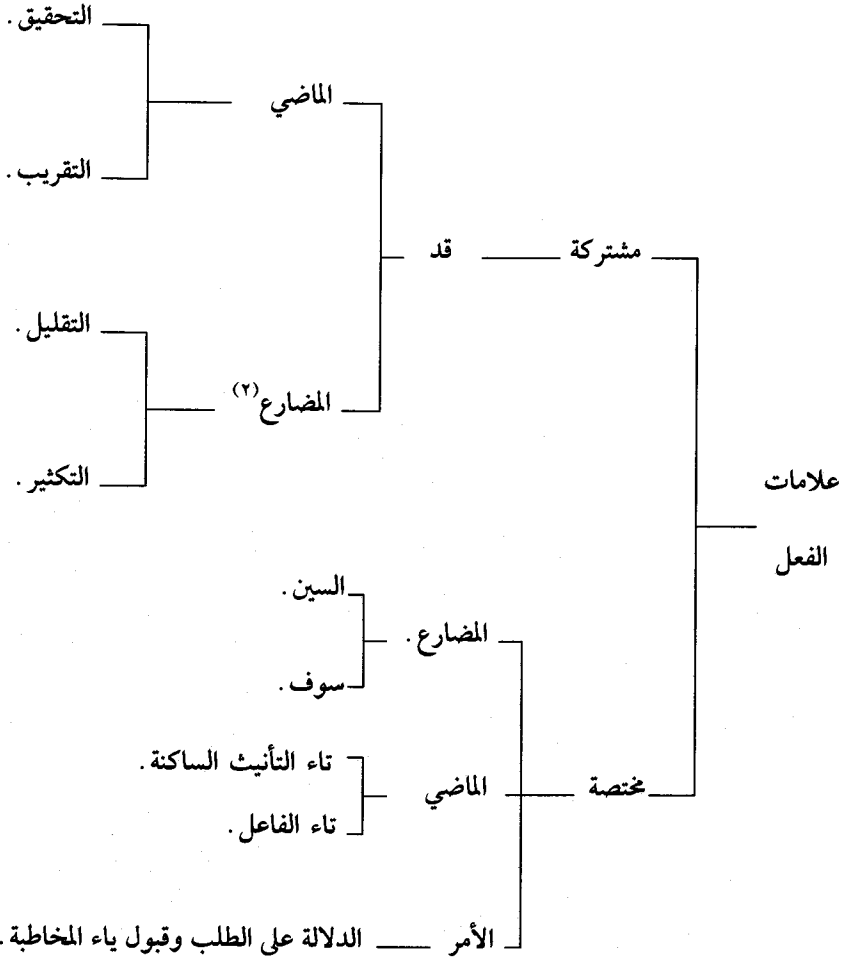 علامات
الفعل
مشتركة
قد
الماضي
التحقيق .
التقريب .
المضارع(٢)
التقليل .
التكثير .
مختصة
المضارع .
السين .
سوف .
الماضي
تاء التأنيث الساكنة .
تاء الفاعل .
الأمر
الدلالة على الطلب وقبول ياء المخاطبة .